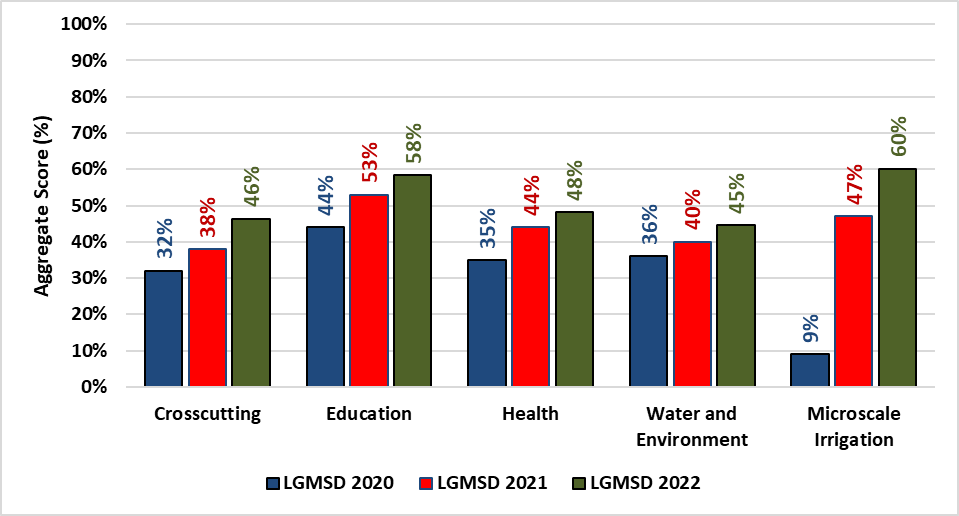 100%
90%
80%
70%
60%
50%
40%
30%
20%
10%
0%
Aggregate Score (%)
32%
38%
46%
44%
53%
58%
35%
44%
48%
36%
40%
45%
9%
47%
60%
Crosscutting
Education
Health
Water and
Environment
Microscale
Irrigation
LGMSD 2020
LGMSD 2021
LGMSD 2022